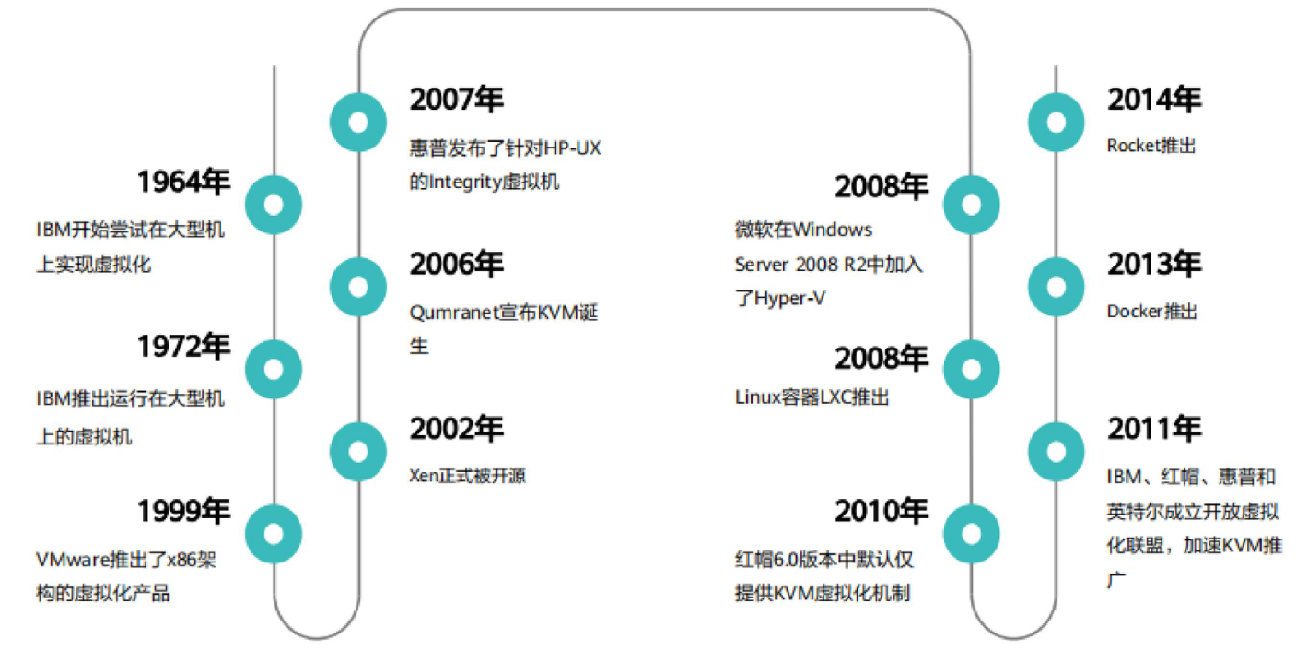 1964年
IBM开始尝试在大型机
上实现虚拟化
1972年
IBM推出运行在大型机
上的虚拟机
1999年
VMware推出了x86架
构的虚拟化产品
2007年
惠普发布了针对HP-UX
的Integrity虚拟机
2006年
Qumranet宣布KVM诞
生
2002年
Xen正式被开源
2008年
微软在Windows
Server 2008 R2中加入
了Hyper-V
2008年
Linux容器LXC推出
2010年
红帽6.0版本中默认仅
提供KVM虚拟化机制
2014年
Rocket推出
2013年
Docker推出
2011年
IBM、红帽、惠普和
英特尔成立开放虚拟
化联盟，加速KVM推
广